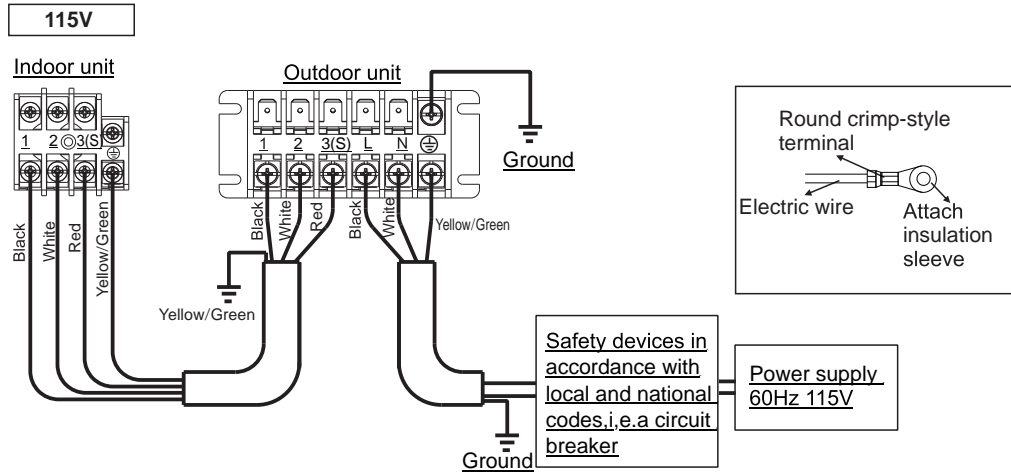 115V
Indoor unit
Outdoor unit
1 2 3(S)
1 2 3(S) L N
Ground
Black
White
Red
Yellow/Green
Black
White
Red
Black
White
Yellow/Green
Yellow/Green
Ground
Safety devices in
accordance with
local and national
codes,i,e.a circuit
breaker
Power supply
60Hz 115V
Round crimp-style
terminal
Electric wire
Attach
insulation
sleeve